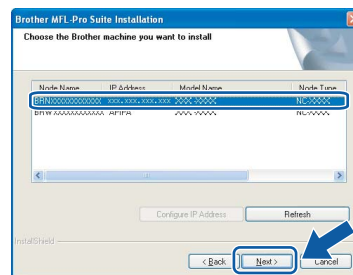 Brother MFL-Pro Suite Installation
Choose the Brother machine you want to install
Node Name IP Address Model Name Node Type
BRNXXXXXXXXXXXX xxx.xxx.xxx.xxx XXX-XXXX NC-XXXX
BRWXXXXXXXXXXXX APIPA XXX-XXXX NC-XXXX
Configure IP Address Refresh
InstallShield
< Back Next > Cancel